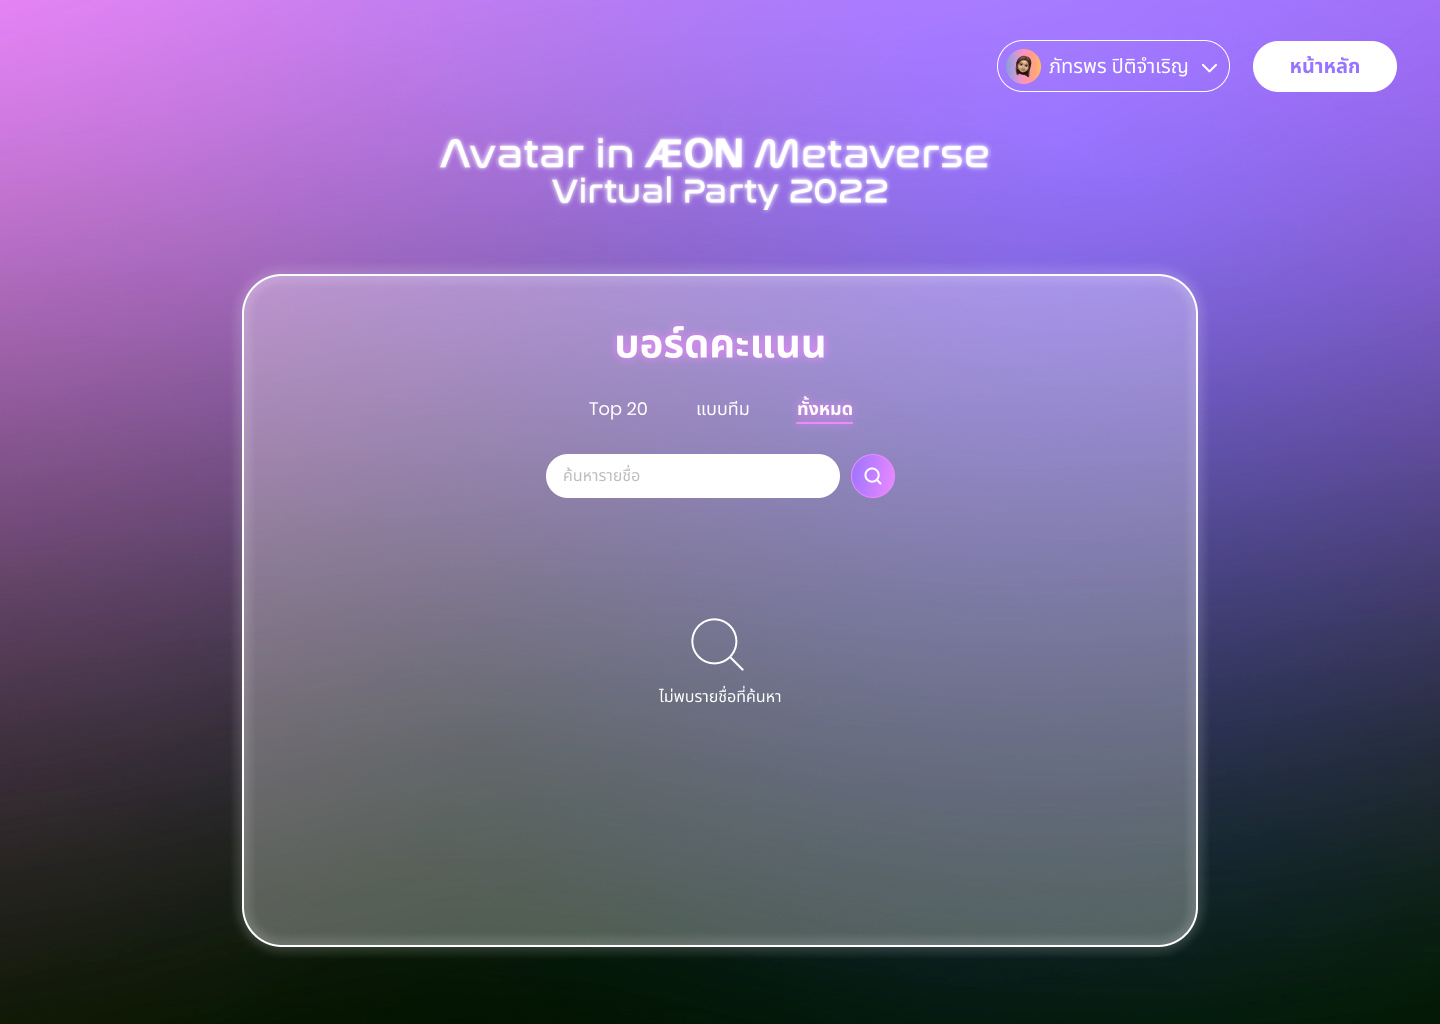 ภัทรพร ปิติจำเริญ
หน้าหลัก
Avatar in ÆON Metaverse
Virtual Party 2022
บอร์ดคะแนน
Top 20
แบบทีม
ทั้งหมด
ค้นหารายชื่อ
ไม่พบรายชื่อที่ค้นหา